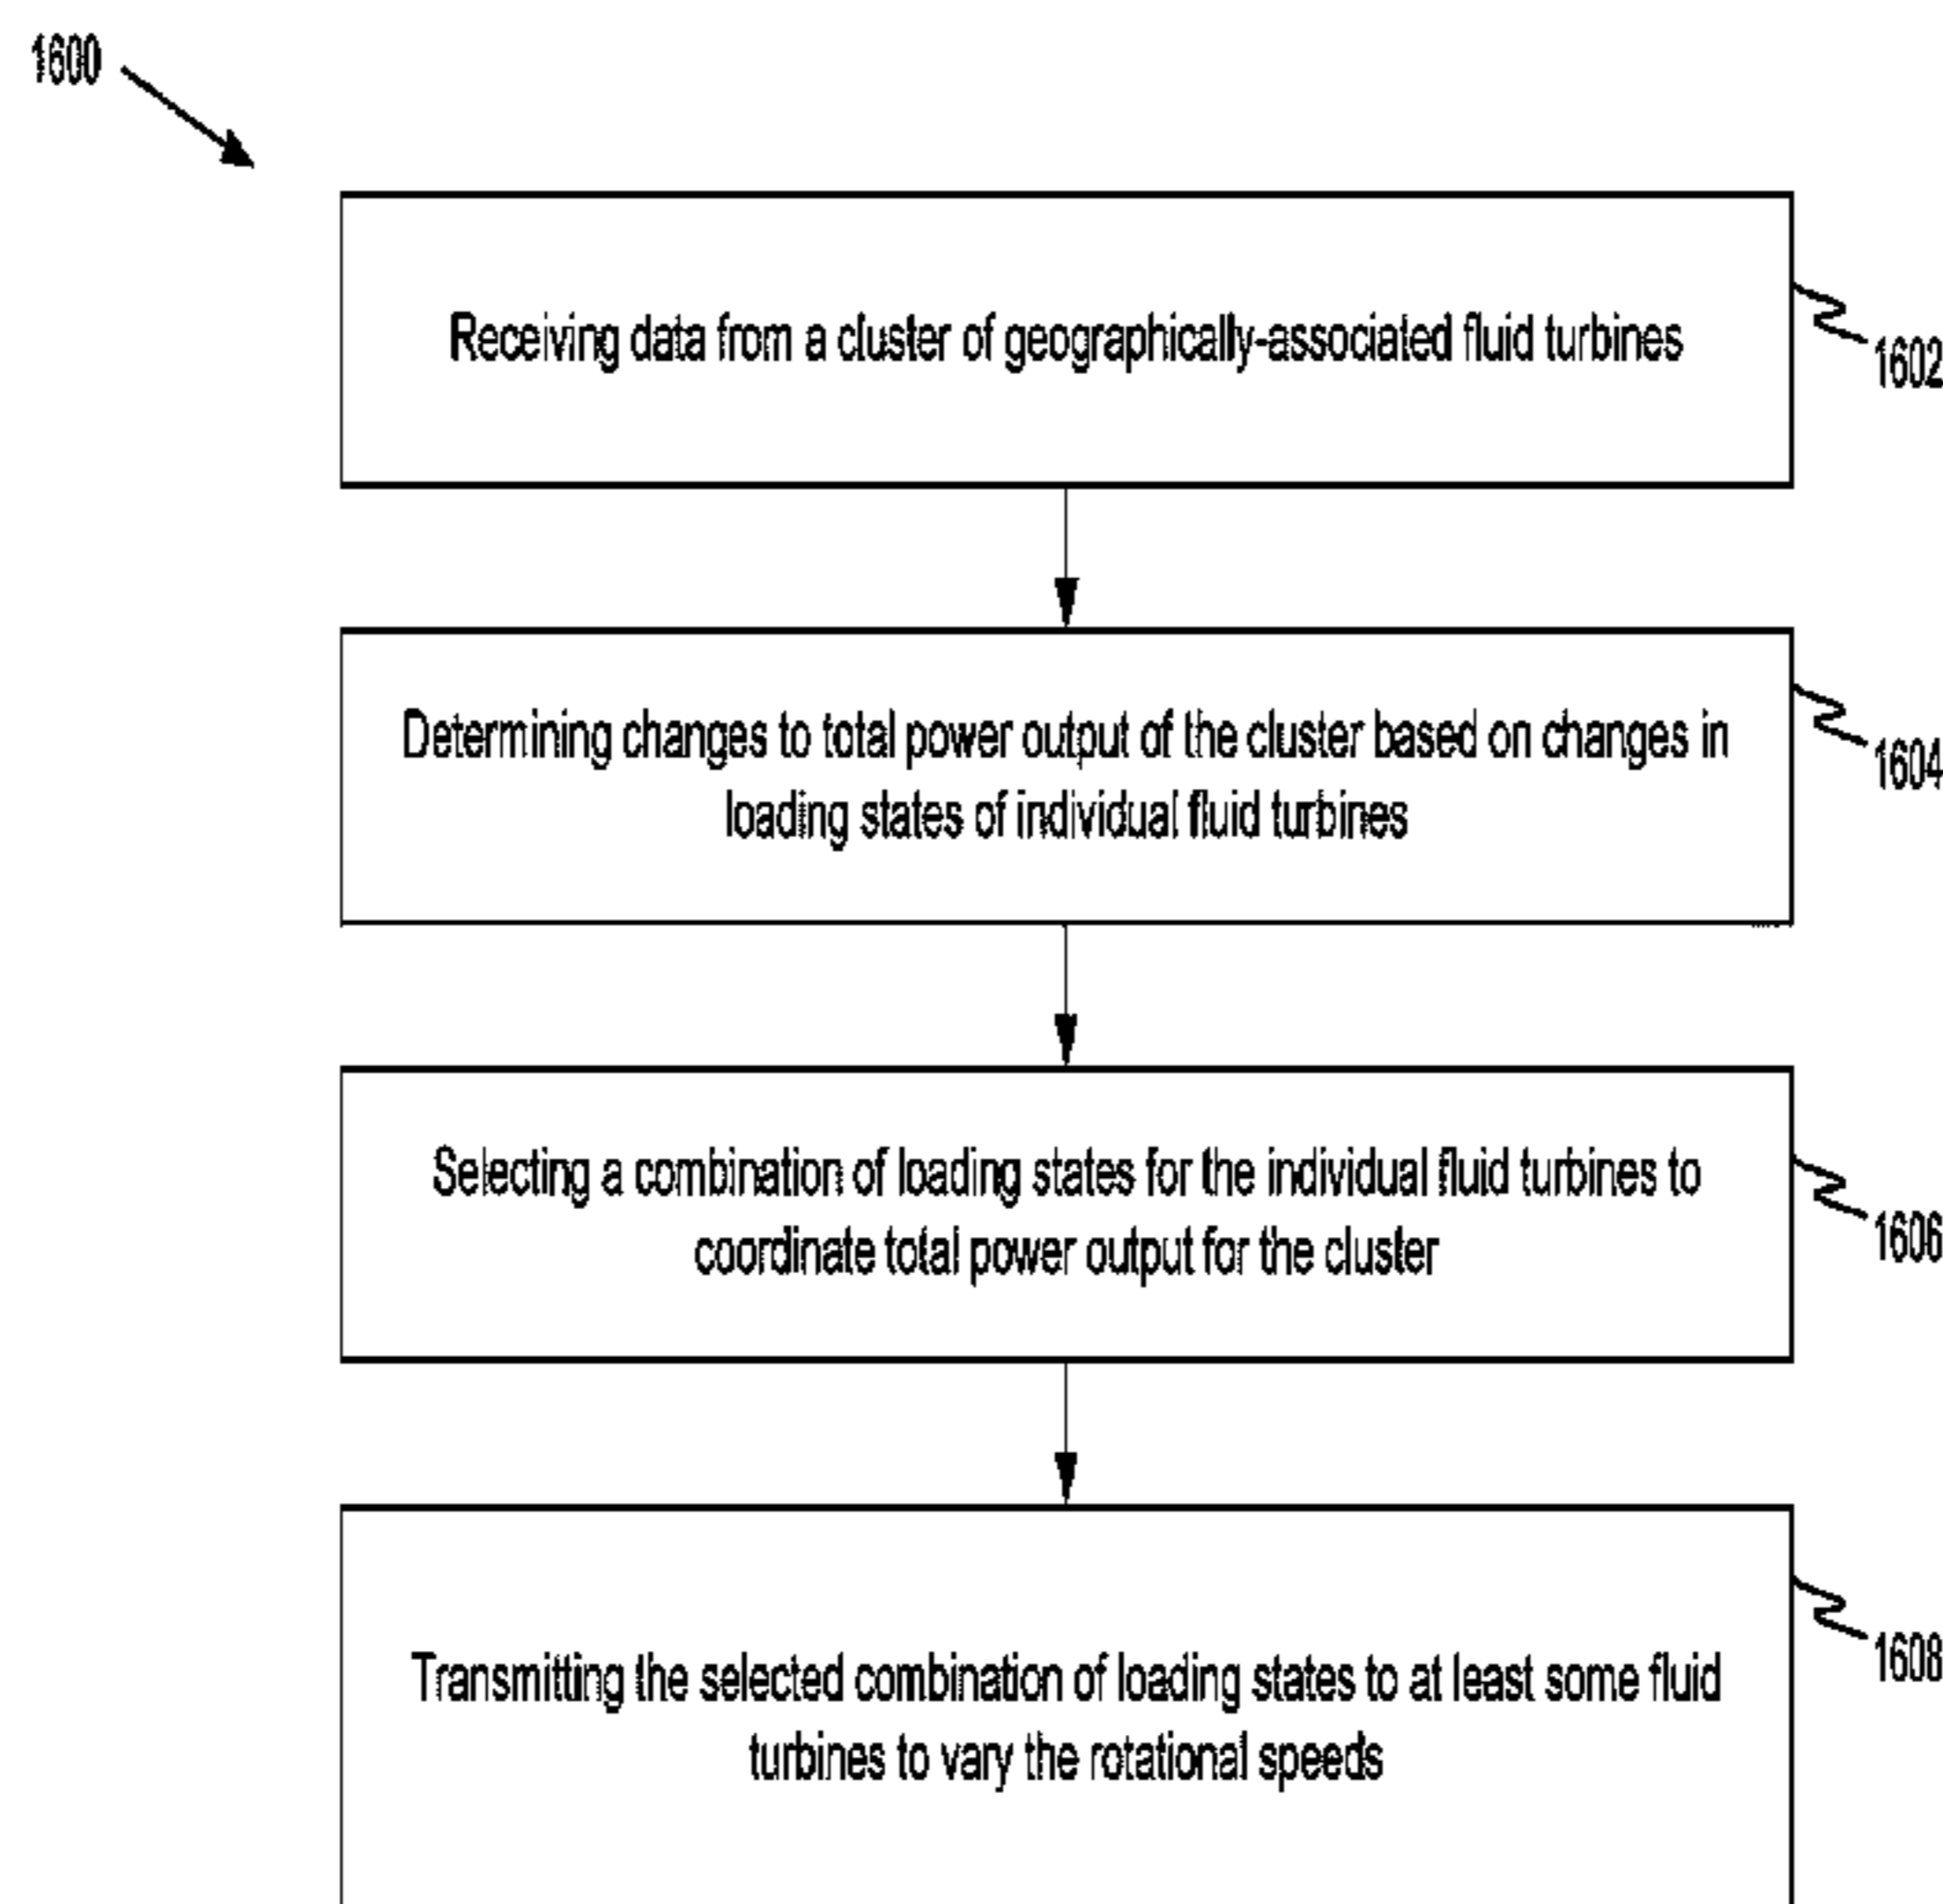 1600
Receiving data from a cluster of geographically-associated fluid turbines
1602
Determining changes to total power output of the cluster based on changes in
loading states of individual fluid turbines
1604
Selecting a combination of loading states for the individual fluid turbines to
coordinate total power output for the cluster
1606
Transmitting the selected combination of loading states to at least some fluid
turbines to vary the rotational speeds
1608